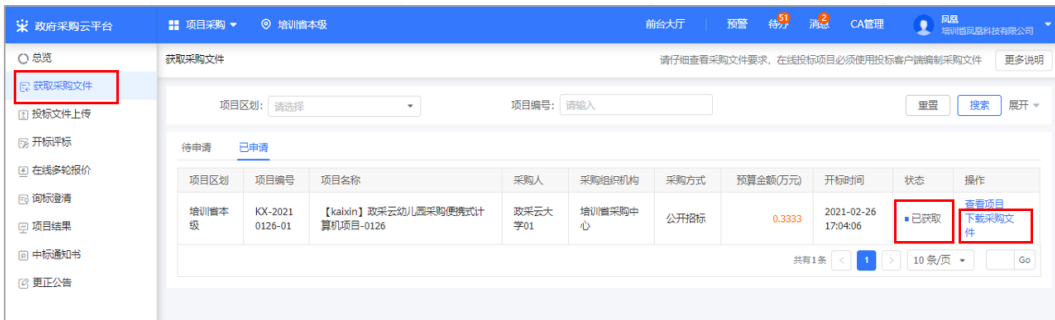 政府采购云平台
项目采购
培训省本级
前台大厅
预警
待办
51
消息
2
CA管理
凤凰
培训省凤凰科技有限公司
总览
获取采购文件
投标文件上传
开标评标
在线多轮报价
询标澄清
项目结果
中标通知书
更正公告
获取采购文件
请仔细查看采购文件要求，在线投标项目必须使用投标客户端编制采购文件
更多说明
项目区划：
请选择
项目编号：
请输入
重置
搜索
展开
待申请
已申请
项目区划
项目编号
项目名称
采购人
采购组织机构
采购方式
预算金额(万元)
开标时间
状态
操作
培训省本
级
KX-2021
0126-01
【kaixin】政采云幼儿园采购便携式计
算机项目-0126
政采云大
学01
培训省采购中
心
公开招标
0.3333
2021-02-26
17:04:06
已获取
查看项目
下载采购文
件
共有1条
1
10 条/页
Go